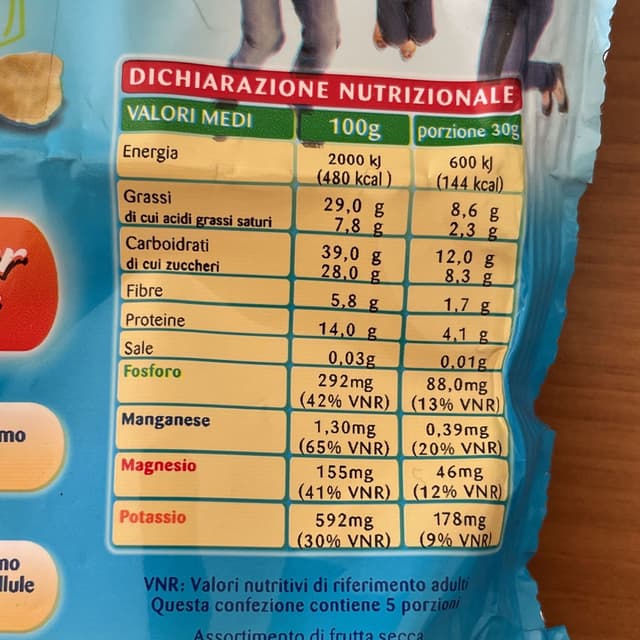 DICHIARAZIONE NUTRIZIONALE
VALORI MEDI 100g porzione 30g
Energia 2000 kJ 600 kJ
(480 kcal) (144 kcal)
Grassi 29,0 g 8,6 g
di cui acidi grassi saturi 7,8 g 2,3 g
Carboidrati 39,0 g 12,0 g
di cui zuccheri 28,0 g 8,3 g
Fibre 5,8 g 1,7 g
Proteine 14,0 g 4,1 g
Sale 0,03g 0,01g
Fosforo 292mg 88,0mg
(42% VNR) (13% VNR)
Manganese 1,30mg 0,39mg
(65% VNR) (20% VNR)
Magnesio 155mg 46mg
(41% VNR) (12% VNR)
Potassio 592mg 178mg
(30% VNR) (9% VNR)
VNR: Valori nutritivi di riferimento adulti
Questa confezione contiene 5 porzioni
Assortimento di frutta secca